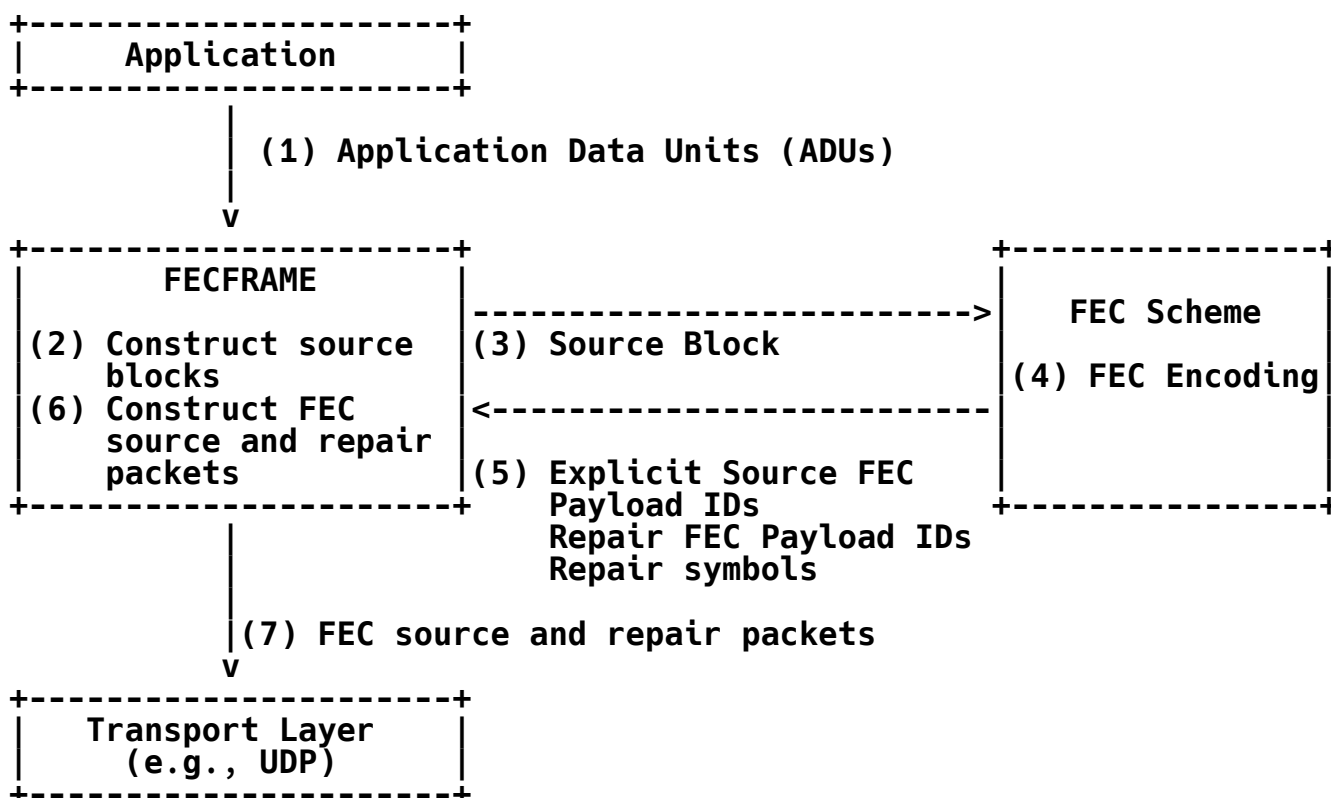 Application
(1) Application Data Units (ADUs)
v
FECFRAME
FEC Scheme
(2) Construct source
(3) Source Block
blocks
(4) FEC Encoding
(6) Construct FEC
source and repair
packets
(5) Explicit Source FEC
Payload IDs
Repair FEC Payload IDs
Repair symbols
(7) FEC source and repair packets
v
Transport Layer
(e.g., UDP)